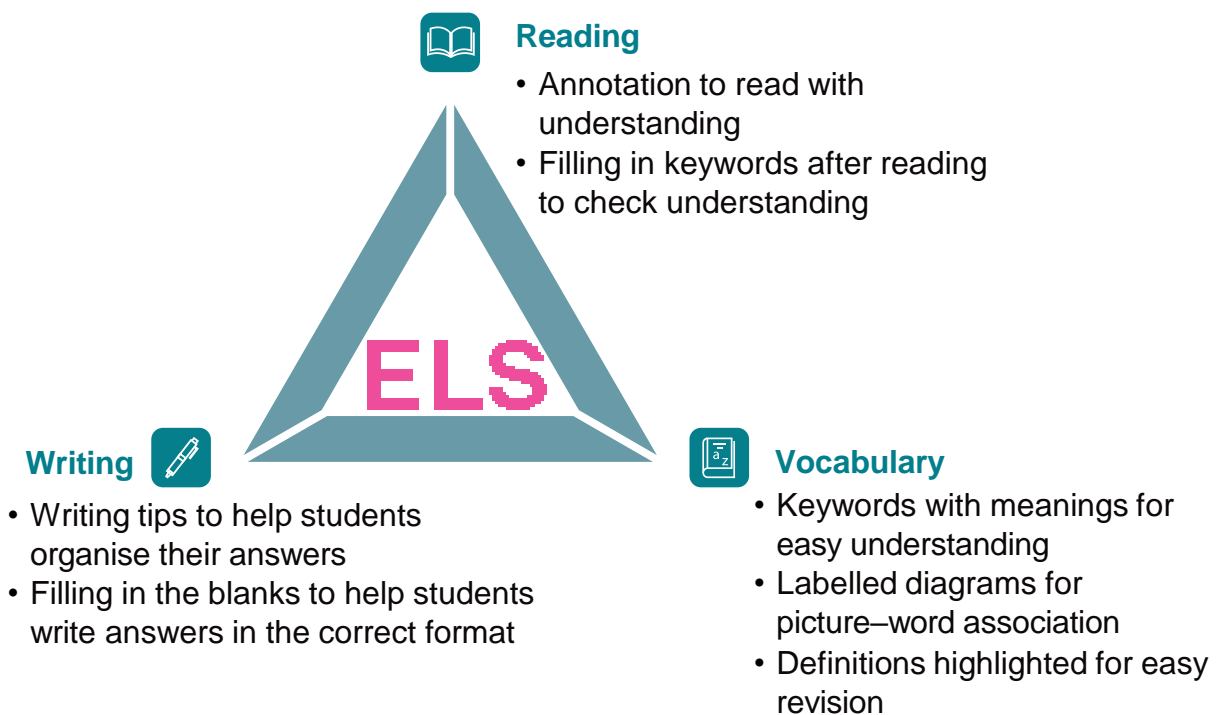 Reading
• Annotation to read with
understanding
• Filling in keywords after reading
to check understanding
ELS
Writing
• Writing tips to help students
organise their answers
• Filling in the blanks to help students
write answers in the correct format
a
z
Vocabulary
• Keywords with meanings for
easy understanding
• Labelled diagrams for
picture–word association
• Definitions highlighted for easy
revision